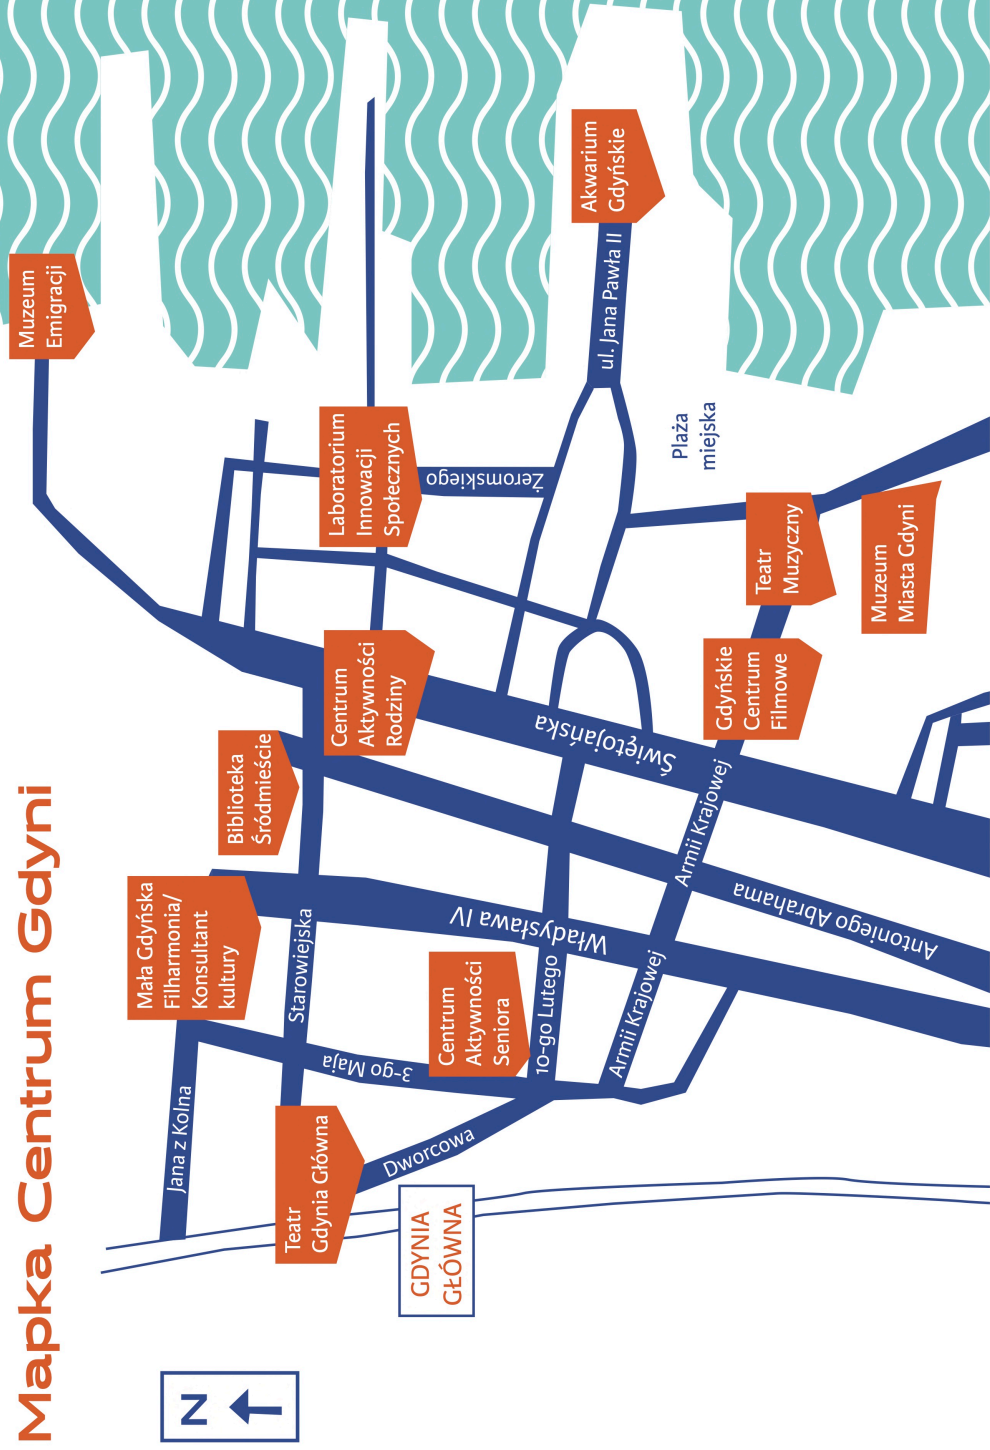 Mapka Centrum Gdyni
N
Muzeum
Emigracji
Mała Gdyńska
Filharmonia/
Konsultant
kultury
Jana z Kolna
Biblioteka
Śródmieście
Starowiejska
Teatr
Gdynia Główna
3-go Maja
Centrum
Aktywności
Rodziny
Laboratorium
Innowacji
Społecznych
Dworcowa
GDYNIA
GŁÓWNA
Centrum
Aktywności
Seniora
Władysława IV
Żeromskiego
10-go Lutego
Świętojańska
Akwarium
Gdyńskie
ul. Jana Pawła II
Armii Krajowej
Armii Krajowej
Plaża
miejska
Gdyńskie
Centrum
Filmowe
Teatr
Muzyczny
Antoniego Abrahama
Muzeum
Miasta Gdyni